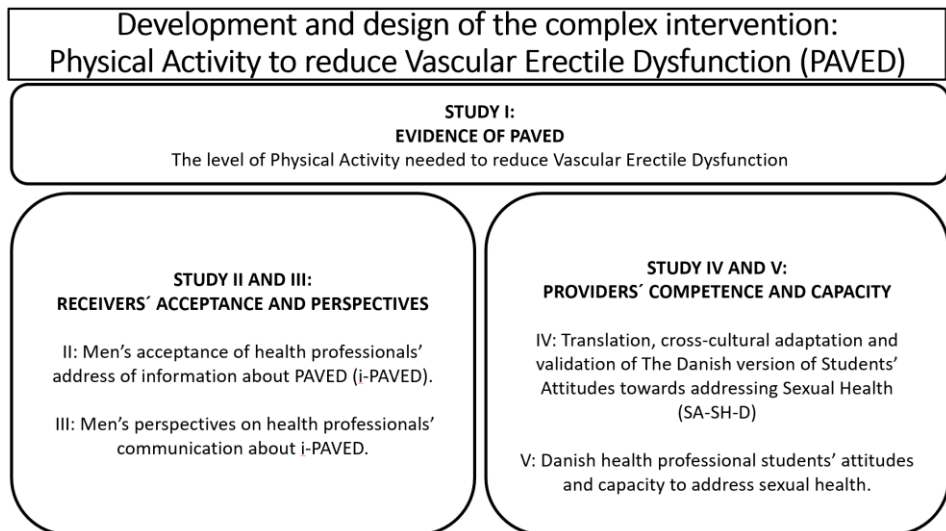 Development and design of the complex intervention:
Physical Activity to reduce Vascular Erectile Dysfunction (PAVED)
STUDY I:
EVIDENCE OF PAVED
The level of Physical Activity needed to reduce Vascular Erectile Dysfunction
STUDY II AND III:
RECEIVERS´ ACCEPTANCE AND PERSPECTIVES
II: Men’s acceptance of health professionals’
address of information about PAVED (i-PAVED).
III: Men’s perspectives on health professionals’
communication about i-PAVED.
STUDY IV AND V:
PROVIDERS´ COMPETENCE AND CAPACITY
IV: Translation, cross-cultural adaptation and
validation of The Danish version of Students’
Attitudes towards addressing Sexual Health
(SA-SH-D)
V: Danish health professional students’ attitudes
and capacity to address sexual health.